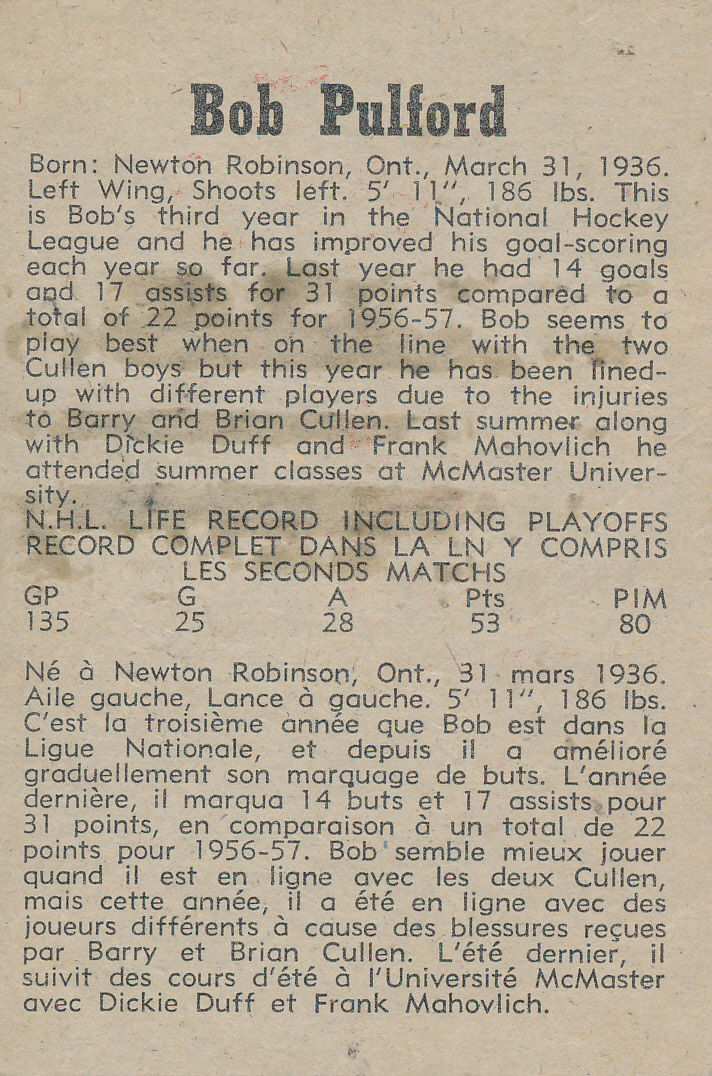 Bob Pulford
Born: Newton Robinson, Ont., March 31, 1936.
Left Wing, Shoots left. 5' 11", 186 lbs. This
is Bob's third year in the National Hockey
League and he has improved his goal-scoring
each year so far. Last year he had 14 goals
and 17 assists for 31 points compared to a
total of 22 points for 1956-57. Bob seems to
play best when on the line with the two
Cullen boys but this year he has been lined-
up with different players due to the injuries
to Barry and Brian Cullen. Last summer along
with Dickie Duff and Frank Mahovlich he
attended summer classes at McMaster Univer-
sity.
N.H.L. LIFE RECORD INCLUDING PLAYOFFS
RECORD COMPLET DANS LA LN Y COMPRIS
LES SECONDS MATCHS
GP G A Pts PIM
135 25 28 53 80
Né à Newton Robinson, Ont., 31 mars 1936.
Aile gauche, Lance à gauche. 5' 11", 186 lbs.
C'est la troisième année que Bob est dans la
Ligue Nationale, et depuis il a amélioré
graduellement son marquage de buts. L'année
dernière, il marqua 14 buts et 17 assists pour
31 points, en comparaison à un total de 22
points pour 1956-57. Bob semble mieux jouer
quand il est en ligne avec les deux Cullen,
mais cette année, il a été en ligne avec des
joueurs différents à cause des blessures reçues
par Barry et Brian Cullen. L'été dernier, il
suivit des cours d'été à l'Université McMaster
avec Dickie Duff et Frank Mahovlich.